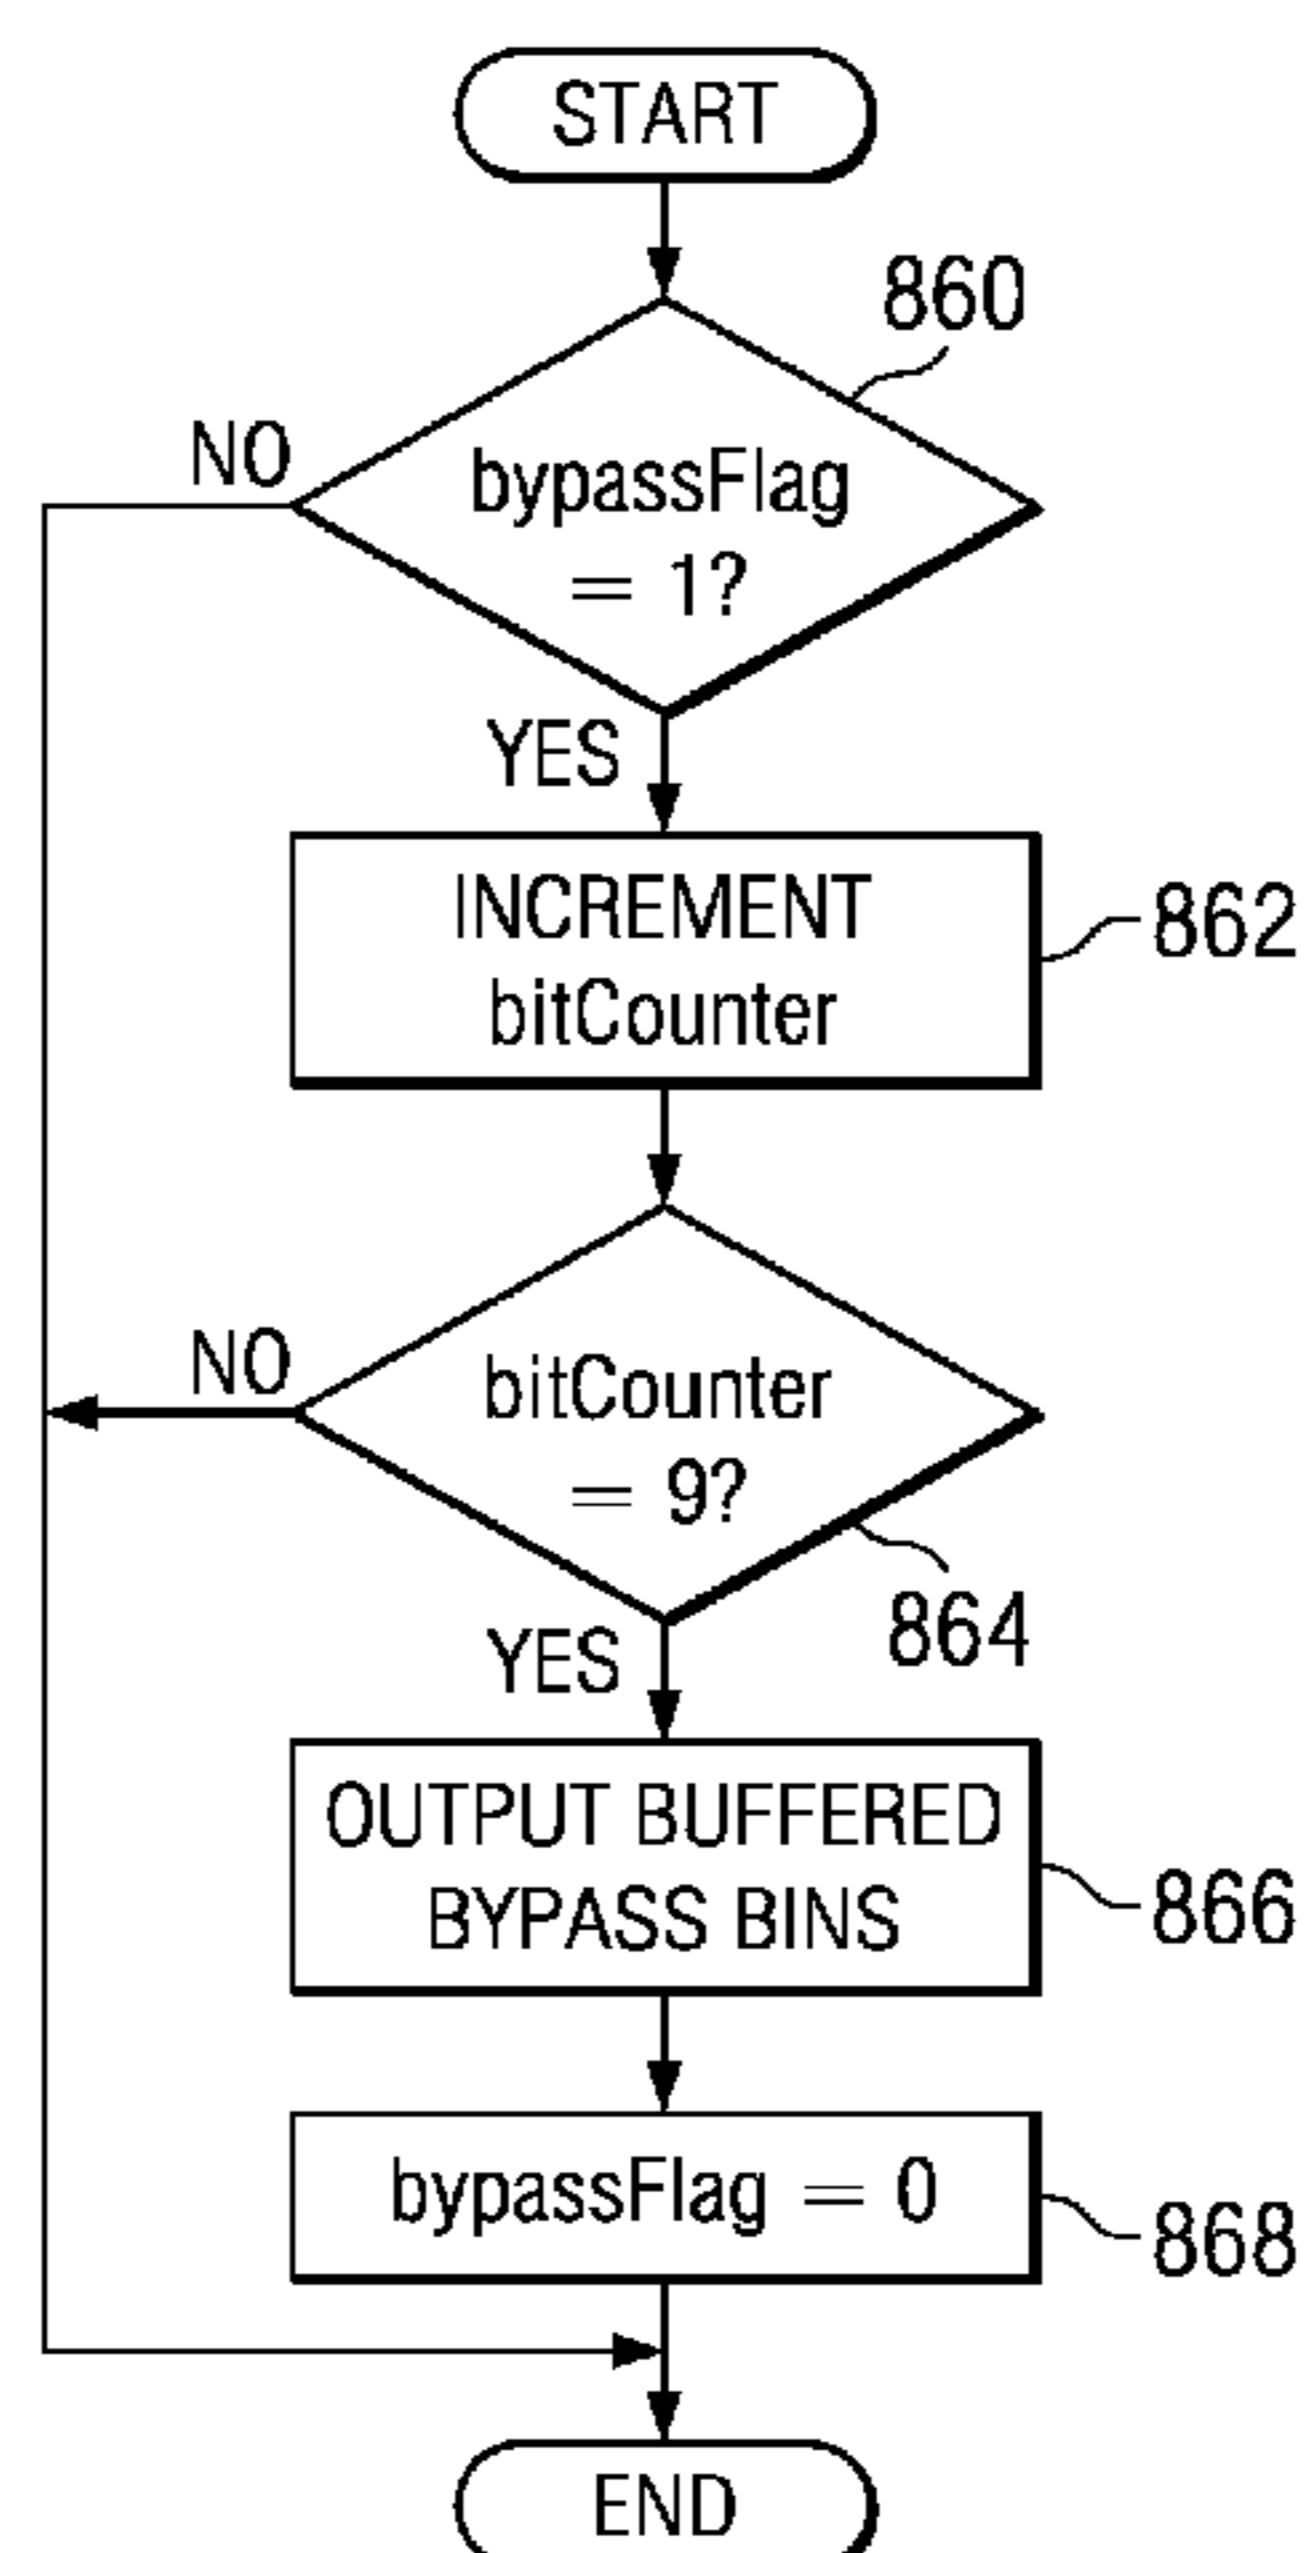 START
860
NO
bypassFlag
= 1?
YES
INCREMENT
bitCounter
862
NO
bitCounter
= 9?
864
YES
OUTPUT BUFFERED
BYPASS BINS
866
bypassFlag = 0
868
END